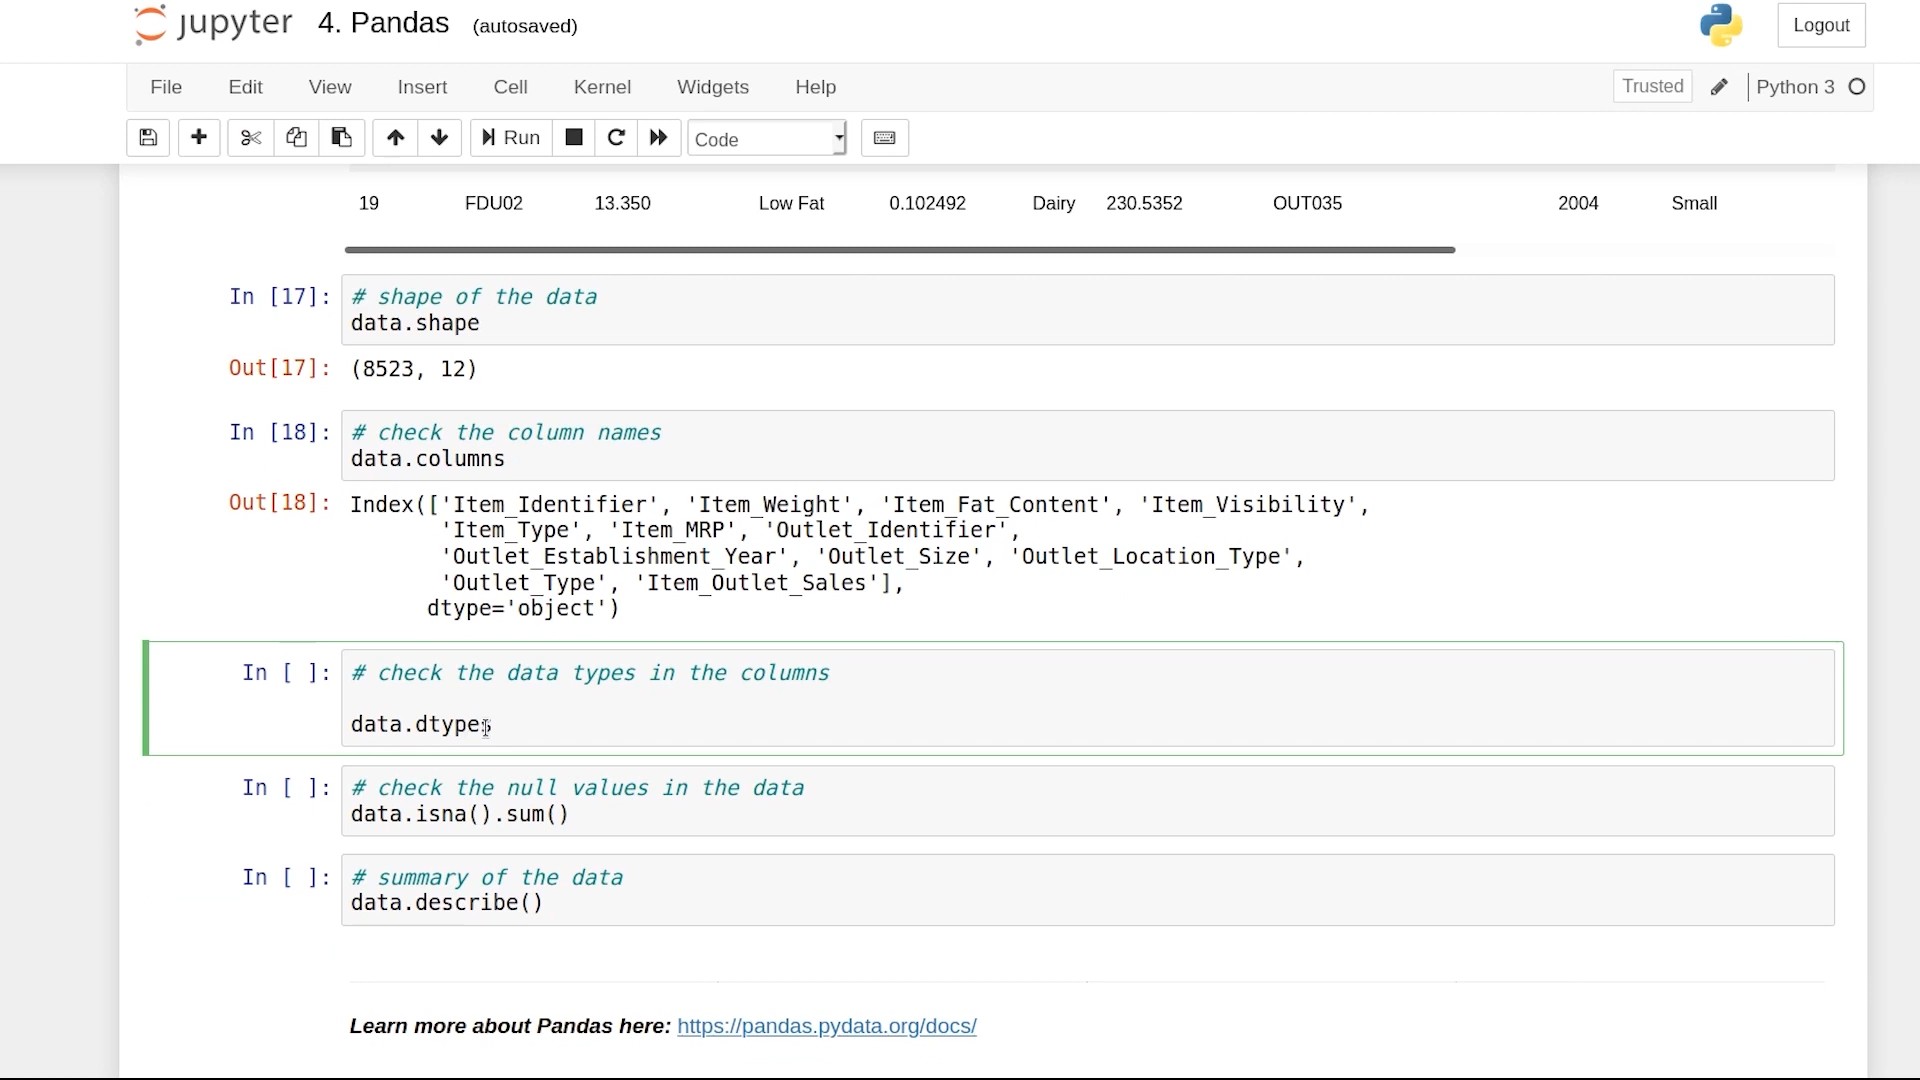 jupyter 4. Pandas (autosaved) Logout
File Edit View Insert Cell Kernel Widgets Help Trusted Python 3
Run Code
19 FDU02 13.350 Low Fat 0.102492 Dairy 230.5352 OUT035 2004 Small
In [17]: # shape of the data
data.shape
Out[17]: (8523, 12)
In [18]: # check the column names
data.columns
Out[18]: Index(['Item_Identifier', 'Item_Weight', 'Item_Fat_Content', 'Item_Visibility',
'Item_Type', 'Item_MRP', 'Outlet_Identifier',
'Outlet_Establishment_Year', 'Outlet_Size', 'Outlet_Location_Type',
'Outlet_Type', 'Item_Outlet_Sales'],
dtype='object')
In [ ]: # check the data types in the columns
data.dtypes
In [ ]: # check the null values in the data
data.isna().sum()
In [ ]: # summary of the data
data.describe()
Learn more about Pandas here: https://pandas.pydata.org/docs/